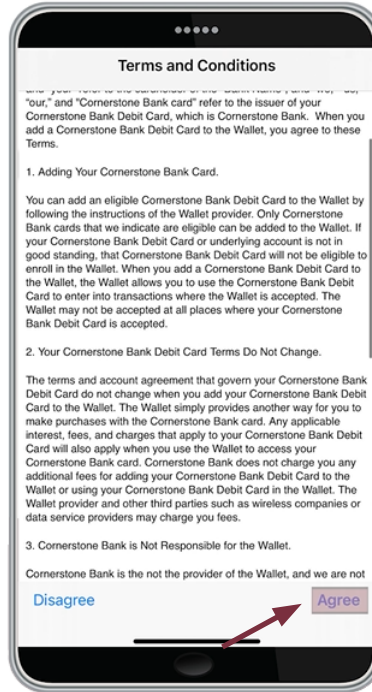 Terms and Conditions
"our," and "Cornerstone Bank card" refer to the issuer of your
Cornerstone Bank Debit Card, which is Cornerstone Bank. When you
add a Cornerstone Bank Debit Card to the Wallet, you agree to these
Terms.
1. Adding Your Cornerstone Bank Card.
You can add an eligible Cornerstone Bank Debit Card to the Wallet by
following the instructions of the Wallet provider. Only Cornerstone
Bank cards that we indicate are eligible can be added to the Wallet. If
your Cornerstone Bank Debit Card or underlying account is not in
good standing, that Cornerstone Bank Debit Card will not be eligible to
enroll in the Wallet. When you add a Cornerstone Bank Debit Card to
the Wallet, the Wallet allows you to use the Cornerstone Bank Debit
Card to enter into transactions where the Wallet is accepted. The
Wallet may not be accepted at all places where your Cornerstone
Bank Debit Card is accepted.
2. Your Cornerstone Bank Debit Card Terms Do Not Change.
The terms and account agreement that govern your Cornerstone Bank
Debit Card do not change when you add your Cornerstone Bank Debit
Card to the Wallet. The Wallet simply provides another way for you to
make purchases with the Cornerstone Bank card. Any applicable
interest, fees, and charges that apply to your Cornerstone Bank Debit
Card will also apply when you use the Wallet to access your
Cornerstone Bank card. Cornerstone Bank does not charge you any
additional fees for adding your Cornerstone Bank Debit Card to the
Wallet or using your Cornerstone Bank Debit Card in the Wallet. The
Wallet provider and other third parties such as wireless companies or
data service providers may charge you fees.
3. Cornerstone Bank is Not Responsible for the Wallet.
Cornerstone Bank is the not the provider of the Wallet, and we are not
Disagree
Agree